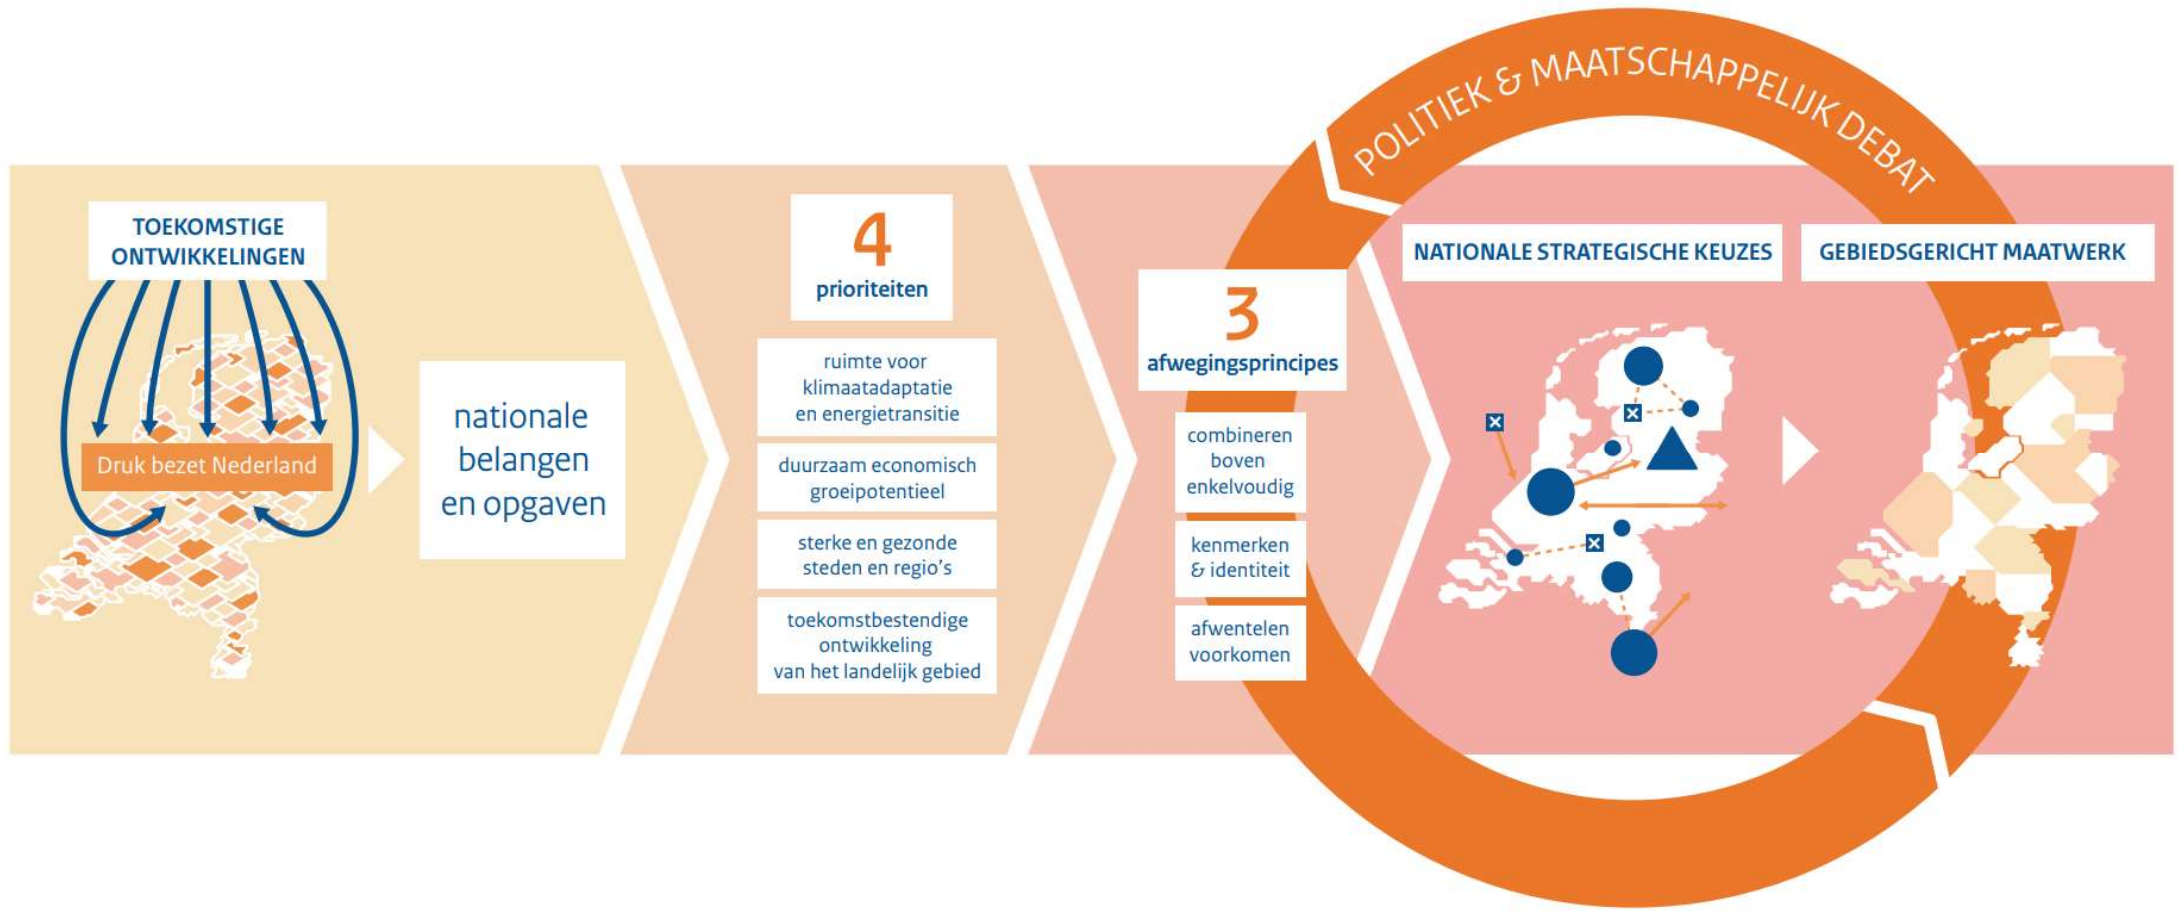 POLITIEK & MAATSCHAPPELIJK DEBAT
TOEKOMSTIGE
ONTWIKKELINGEN
Druk bezet Nederland
nationale
belangen
en opgaven
4
prioriteiten
ruimte voor
klimaatadaptatie
en energietransitie
duurzaam economisch
groeipotentieel
sterke en gezonde
steden en regio's
toekomstbestendige
ontwikkeling
van het landelijk gebied
3
afwegingsprincipes
combineren
boven
enkelvoudig
kenmerken
& identiteit
afwentelen
voorkomen
NATIONALE STRATEGISCHE KEUZES
GEBIEDSGERICHT MAATWERK